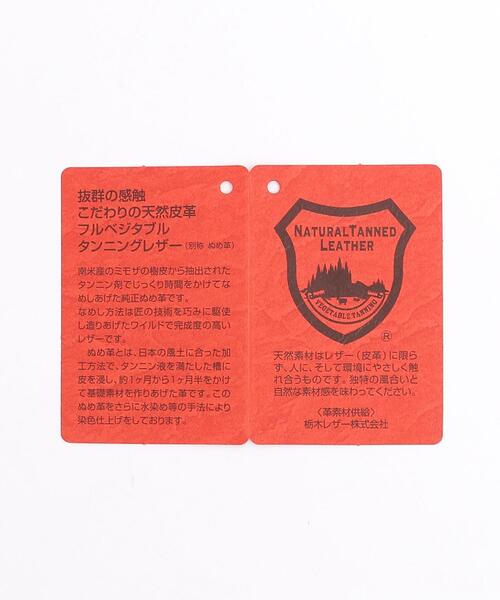 抜群の感触
こだわりの天然皮革
フルベジタブル
タンニングレザー（別称 ぬめ革）
南米産のミモザの樹皮から抽出された
タンニン剤でじっくり時間をかけてな
めしあげた純正ぬめ革です。
なめし方法は匠の技術を巧みに駆使
し造りあげたワイルドで完成度の高い
レザーです。
ぬめ革とは、日本の風土に合った加
工方法で、タンニン液を満たした槽に
皮を浸し、約1ヶ月から1ヶ月半をかけ
て基礎素材を作りあげた革です。この
ぬめ革をさらに水染め等の手法により
染色仕上げをしております。
NATURALTANNED
LEATHER
VEGETABLE TANNING
®
天然素材はレザー（皮革）に限ら
ず、人に、そして環境にやさしく触
れ合うものです。独特の風合いと
自然な素材感を味わってください。
〈革素材供給〉
栃木レザー株式会社